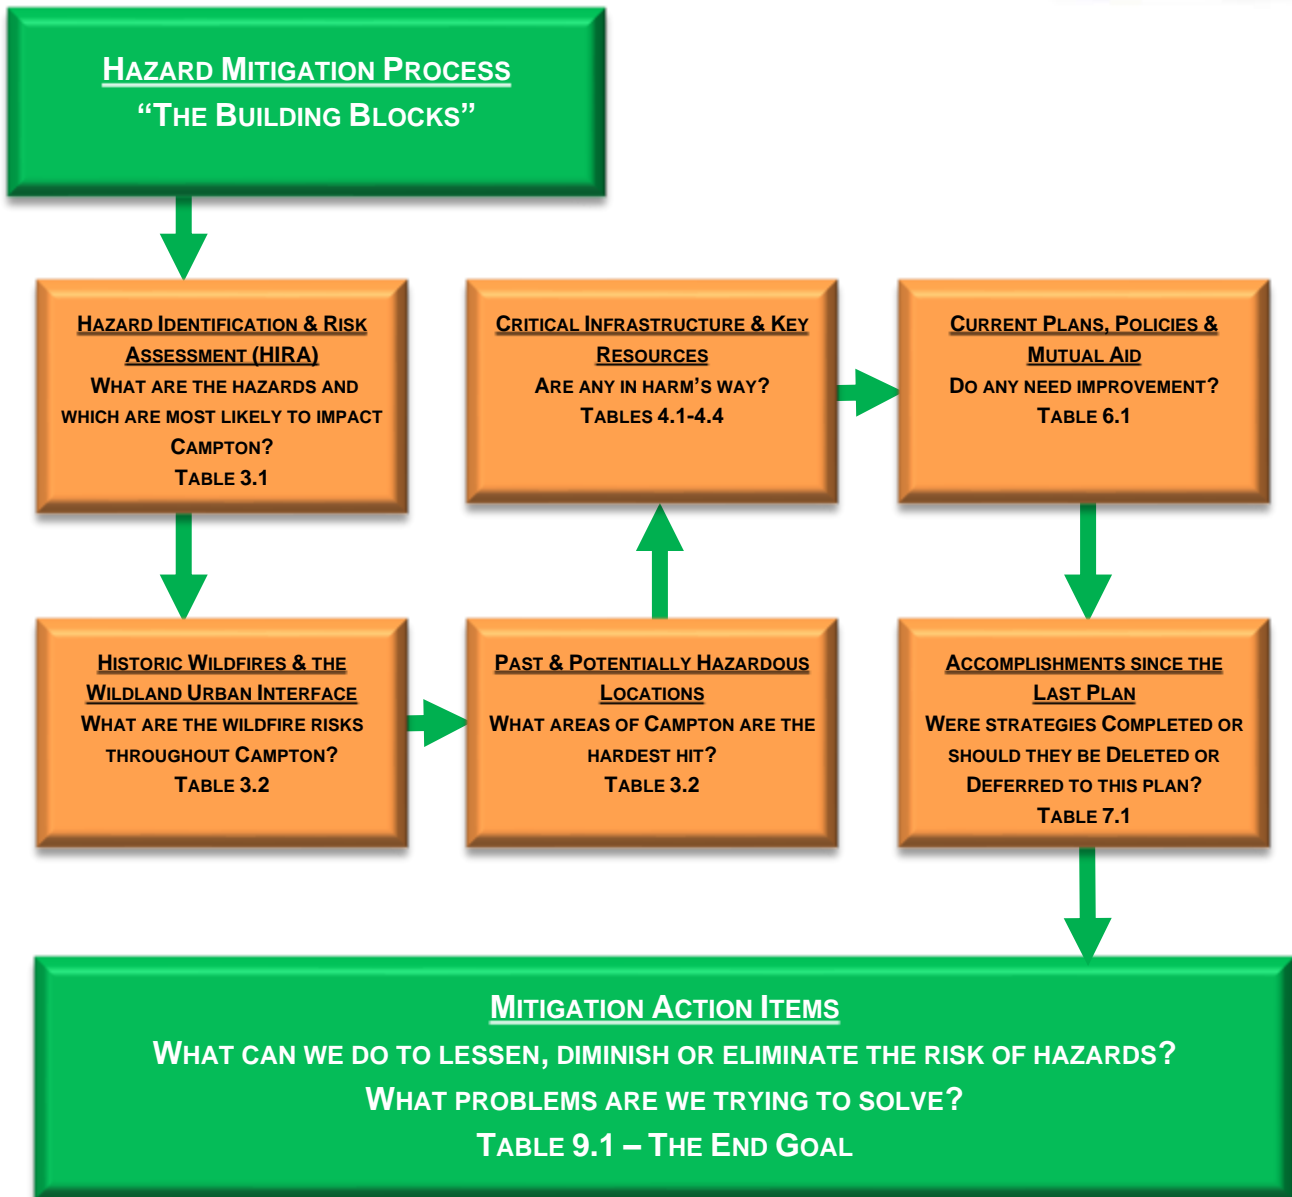 HAZARD MITIGATION PROCESS
“THE BUILDING BLOCKS”
HAZARD IDENTIFICATION & RISK
ASSESSMENT (HIRA)
WHAT ARE THE HAZARDS AND
WHICH ARE MOST LIKELY TO IMPACT
CAMPTON?
TABLE 3.1
HISTORIC WILDFIRES & THE
WILDLAND URBAN INTERFACE
WHAT ARE THE WILDFIRE RISKS
THROUGHOUT CAMPTON?
TABLE 3.2
PAST & POTENTIALLY HAZARDOUS
LOCATIONS
WHAT AREAS OF CAMPTON ARE THE
HARDEST HIT?
TABLE 3.2
CRITICAL INFRASTRUCTURE & KEY
RESOURCES
ARE ANY IN HARM’S WAY?
TABLES 4.1-4.4
CURRENT PLANS, POLICIES &
MUTUAL AID
DO ANY NEED IMPROVEMENT?
TABLE 6.1
ACCOMPLISHMENTS SINCE THE
LAST PLAN
WERE STRATEGIES COMPLETED OR
SHOULD THEY BE DELETED OR
DEFERRED TO THIS PLAN?
TABLE 7.1
MITIGATION ACTION ITEMS
WHAT CAN WE DO TO LESSEN, DIMINISH OR ELIMINATE THE RISK OF HAZARDS?
WHAT PROBLEMS ARE WE TRYING TO SOLVE?
TABLE 9.1 – THE END GOAL